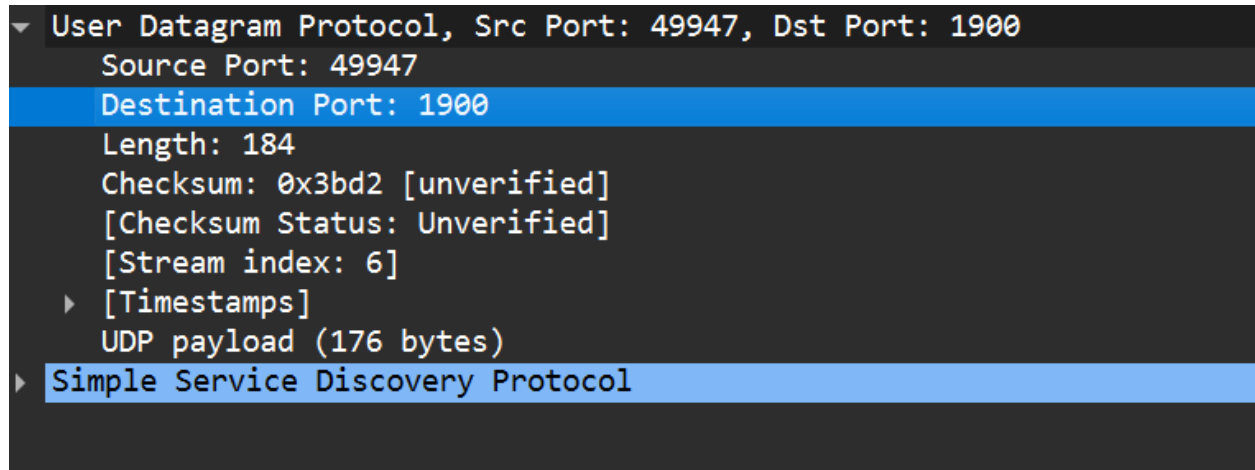 User Datagram Protocol, Src Port: 49947, Dst Port: 1900
Source Port: 49947
Destination Port: 1900
Length: 184
Checksum: 0x3bd2 [unverified]
[Checksum Status: Unverified]
[Stream index: 6]
[Timestamps]
UDP payload (176 bytes)
Simple Service Discovery Protocol